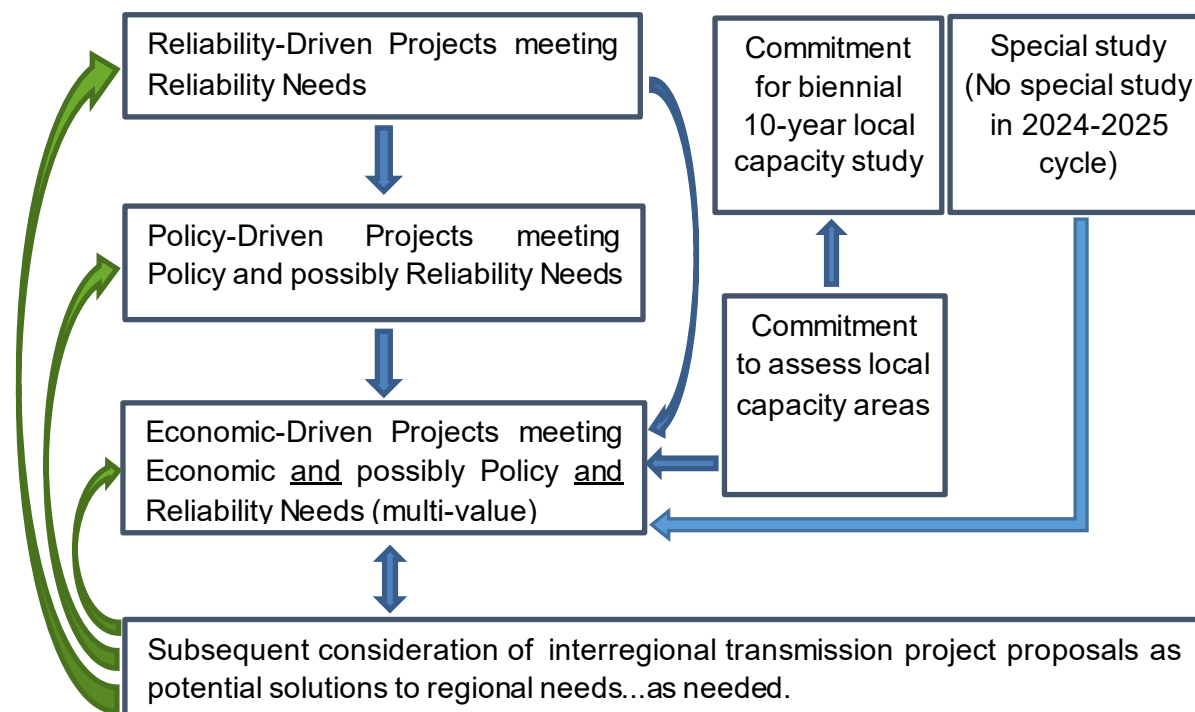 Reliability-Driven Projects meeting
Reliability Needs
Commitment
for biennial
10-year local
capacity study
Special study
(No special study
in 2024-2025
cycle)
Policy-Driven Projects meeting
Policy and possibly Reliability Needs
Commitment
to assess local
capacity areas
Economic-Driven Projects meeting
Economic and possibly Policy and
Reliability Needs (multi-value)
Subsequent consideration of interregional transmission project proposals as
potential solutions to regional needs...as needed.